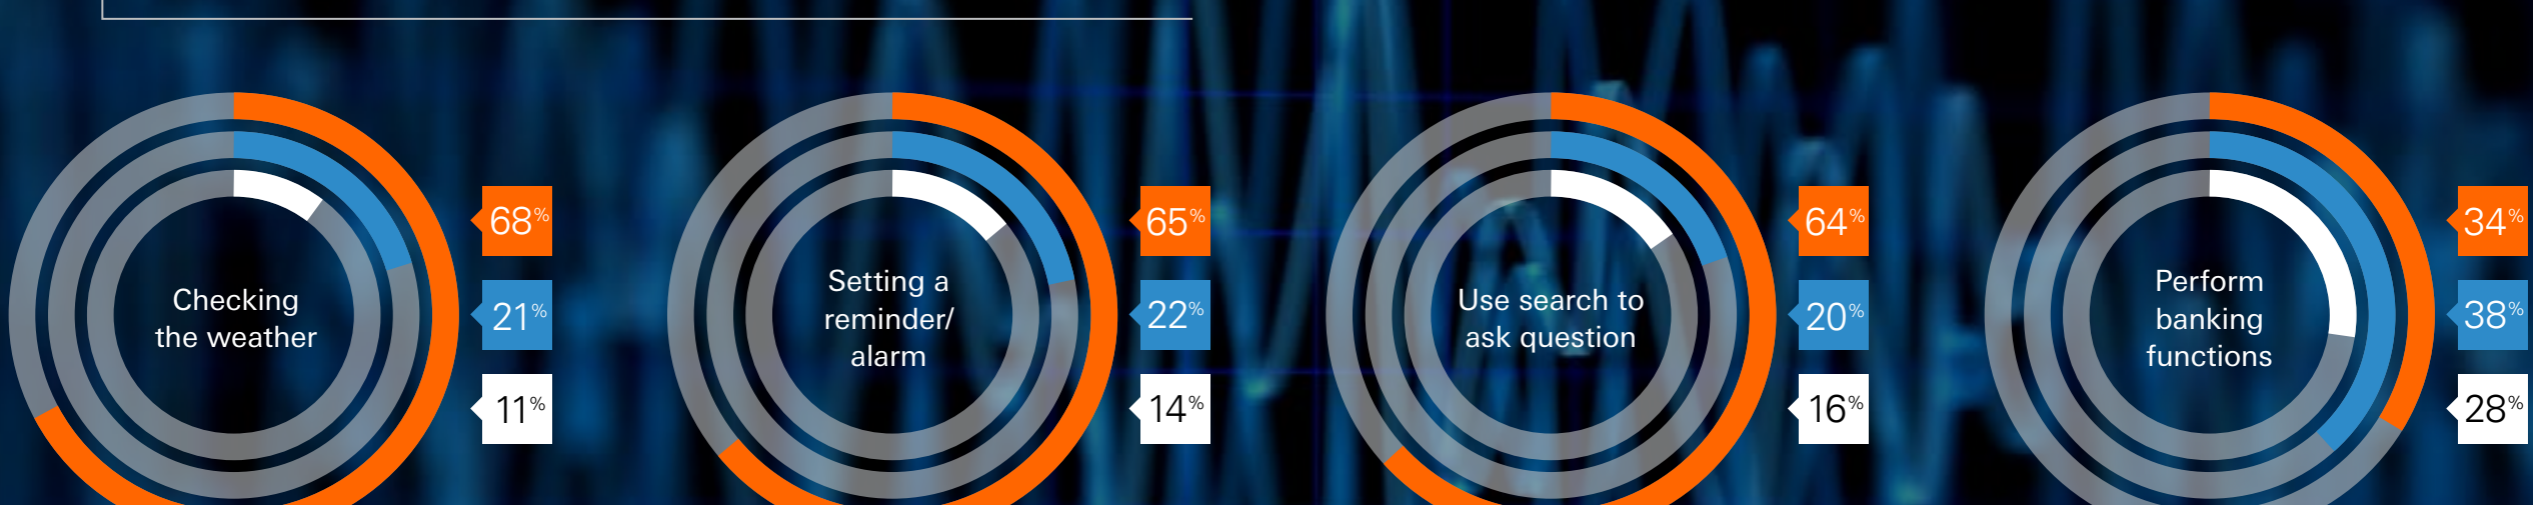 Checking
the weather
68%
21%
11%
Setting a
reminder/
alarm
65%
22%
14%
Use search to
ask question
64%
20%
16%
Perform
banking
functions
34%
38%
28%